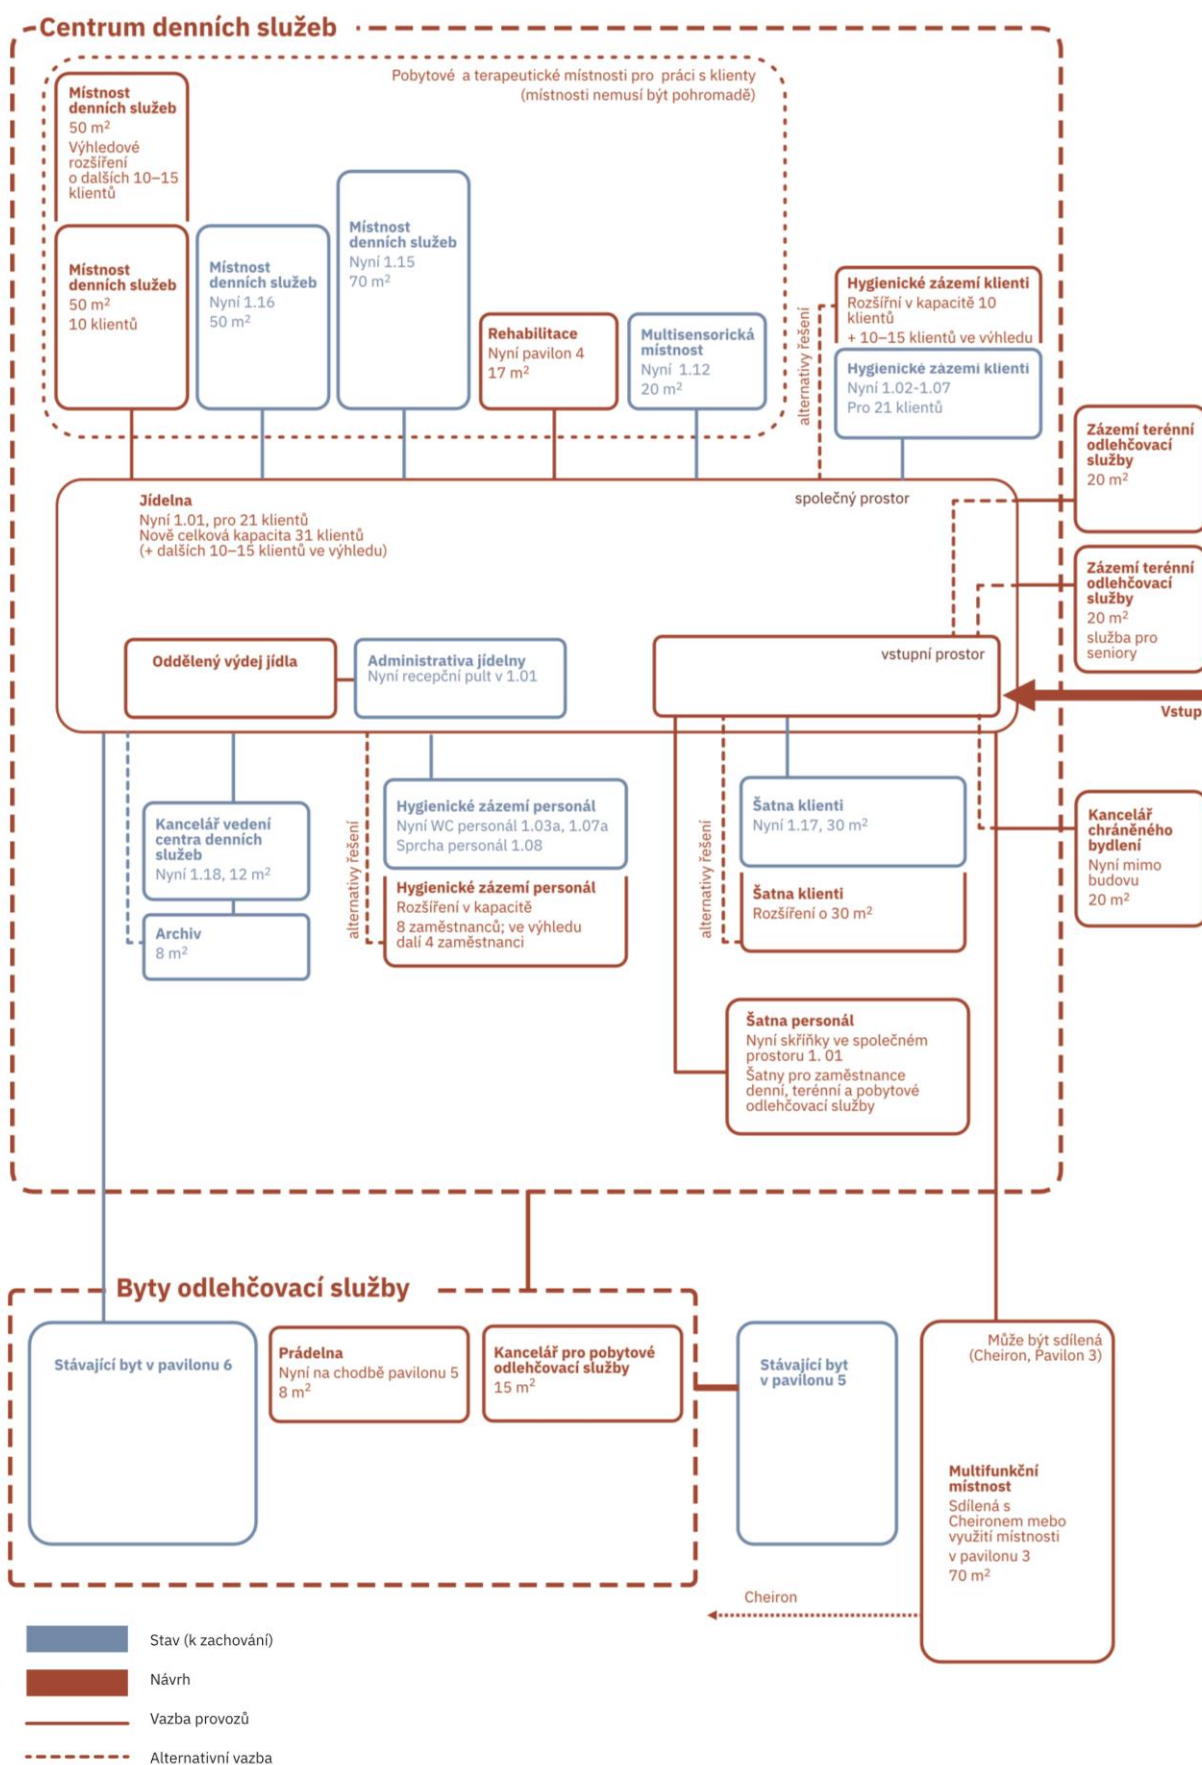 Centrum denních služeb
Pobytové a terapeutické místnosti pro práci s klienty
(místnosti nemusí být pohromadě)
Místnost
denních služeb
50 m²
Výhledové
rozšíření
o dalších 10–15
klientů
Místnost
denních služeb
50 m²
10 klientů
Místnost
denních služeb
Nyní 1.16
50 m²
Místnost
denních služeb
Nyní 1.15
70 m²
Rehabilitace
Nyní pavilon 4
17 m²
Multisensorická
místnost
Nyní 1.12
20 m²
alternativy řešení
Hygienické zázemí klienti
Rozšířní v kapacitě 10
klientů
+ 10–15 klientů ve výhledu
Hygienické zázemí klienti
Nyní 1.02-1.07
Pro 21 klientů
Zázemí terénní
odlehčovací
služby
20 m²
Zázemí terénní
odlehčovací
služby
20 m²
služba pro
seniory
Jídelna
Nyní 1.01, pro 21 klientů
Nově celková kapacita 31 klientů
(+ dalších 10–15 klientů ve výhledu)
společný prostor
Oddělený výdej jídla
Administrativa jídelny
Nyní recepční pult v 1.01
vstupní prostor
Vstup
Kancelář vedení
centra denních
služeb
Nyní 1.18, 12 m²
Archiv
8 m²
alternativy řešení
Hygienické zázemí personál
Nyní WC personál 1.03a, 1.07a
Sprcha personál 1.08
Hygienické zázemí personál
Rozšíření v kapacitě
8 zaměstnanců; ve výhledu
dalí 4 zaměstnanci
alternativy řešení
Šatna klienti
Nyní 1.17, 30 m²
Šatna klienti
Rozšíření o 30 m²
Kancelář
chráněného
bydlení
Nyní mimo
budovu
20 m²
Šatna personál
Nyní skříňky ve společném
prostoru 1. 01
Šatny pro zaměstnance
denní, terénní a pobytové
odlehčovací služby
Byty odlehčovací služby
Stávající byt v pavilonu 6
Prádelna
Nyní na chodbě pavilonu 5
8 m²
Kancelář pro pobytové
odlehčovací služby
15 m²
Stávající byt
v pavilonu 5
Může být sdílená
(Cheiron, Pavilon 3)
Multifunkční
místnost
Sdílená s
Cheironem mebo
využití místnosti
v pavilonu 3
70 m²
Cheiron
Stav (k zachování)
Návrh
Vazba provozů
Alternativní vazba